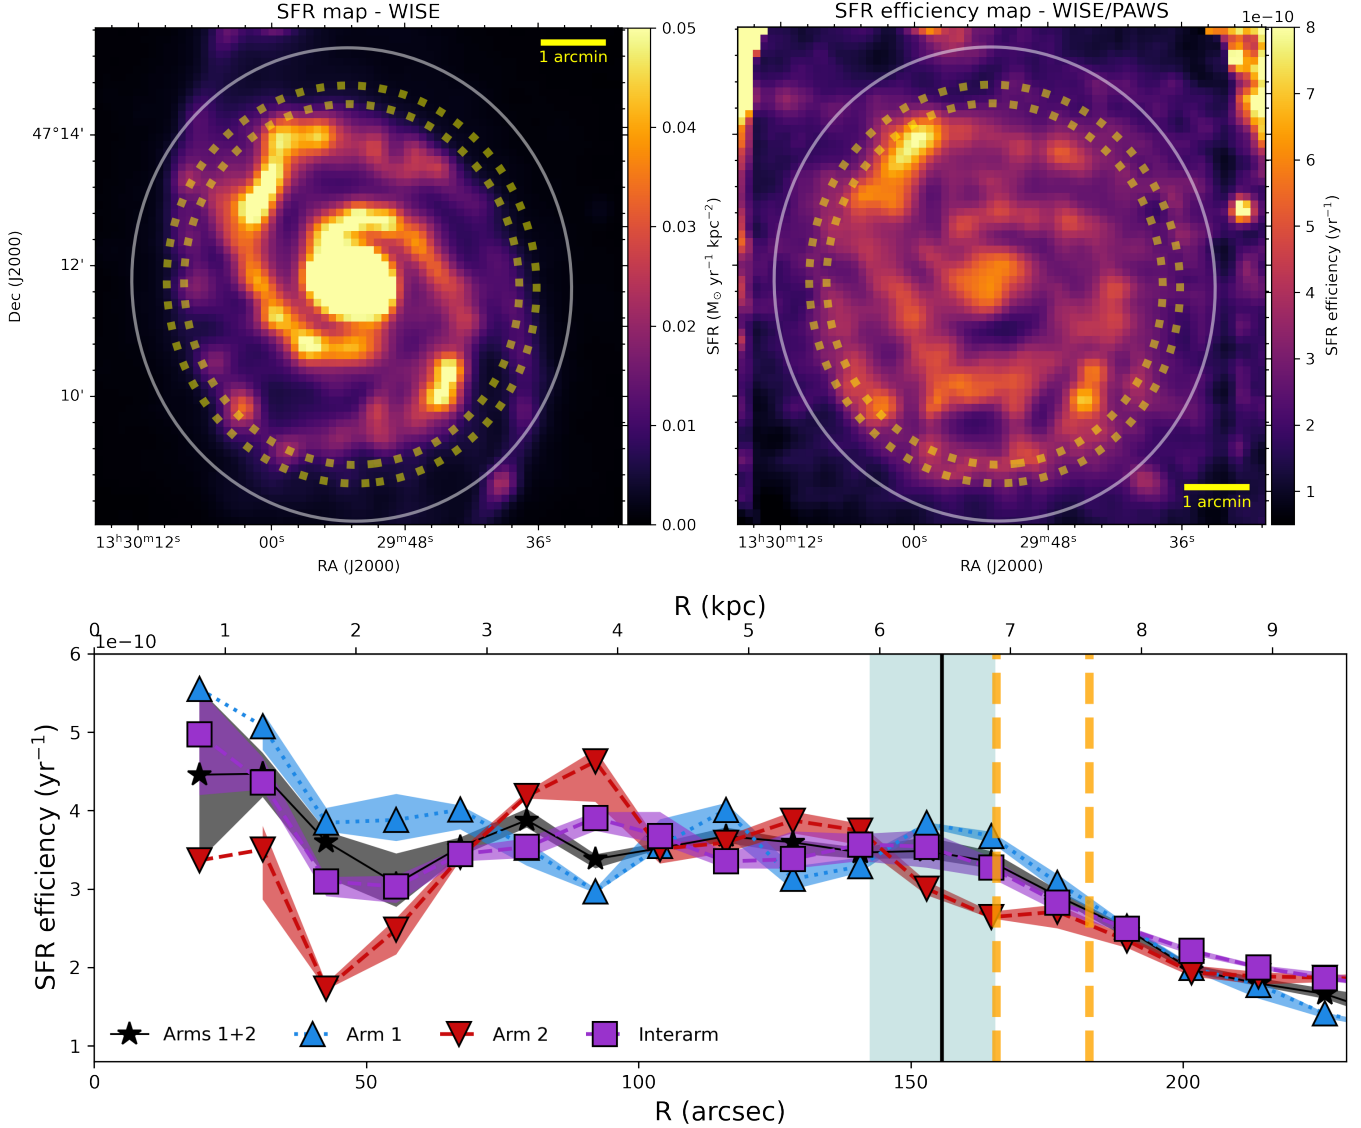 SFR map - WISE
1 arcmin
47°14'
12'
10'
Dec (J2000)
13ʰ30ᵐ12ˢ 00ˢ 29ᵐ48ˢ 36ˢ
RA (J2000)
0.05
0.04
0.03
0.02
0.01
0.00
SFR (M⊙ yr⁻¹ kpc⁻²)
SFR efficiency map - WISE/PAWS
1e−10
1 arcmin
13ʰ30ᵐ12ˢ 00ˢ 29ᵐ48ˢ 36ˢ
RA (J2000)
8
7
6
5
4
3
2
1
SFR efficiency (yr⁻¹)
R (kpc)
0 1 2 3 4 5 6 7 8 9
1e−10
6
5
4
3
2
1
SFR efficiency (yr⁻¹)
Arms 1+2 Arm 1 Arm 2 Interarm
0 50 100 150 200
R (arcsec)